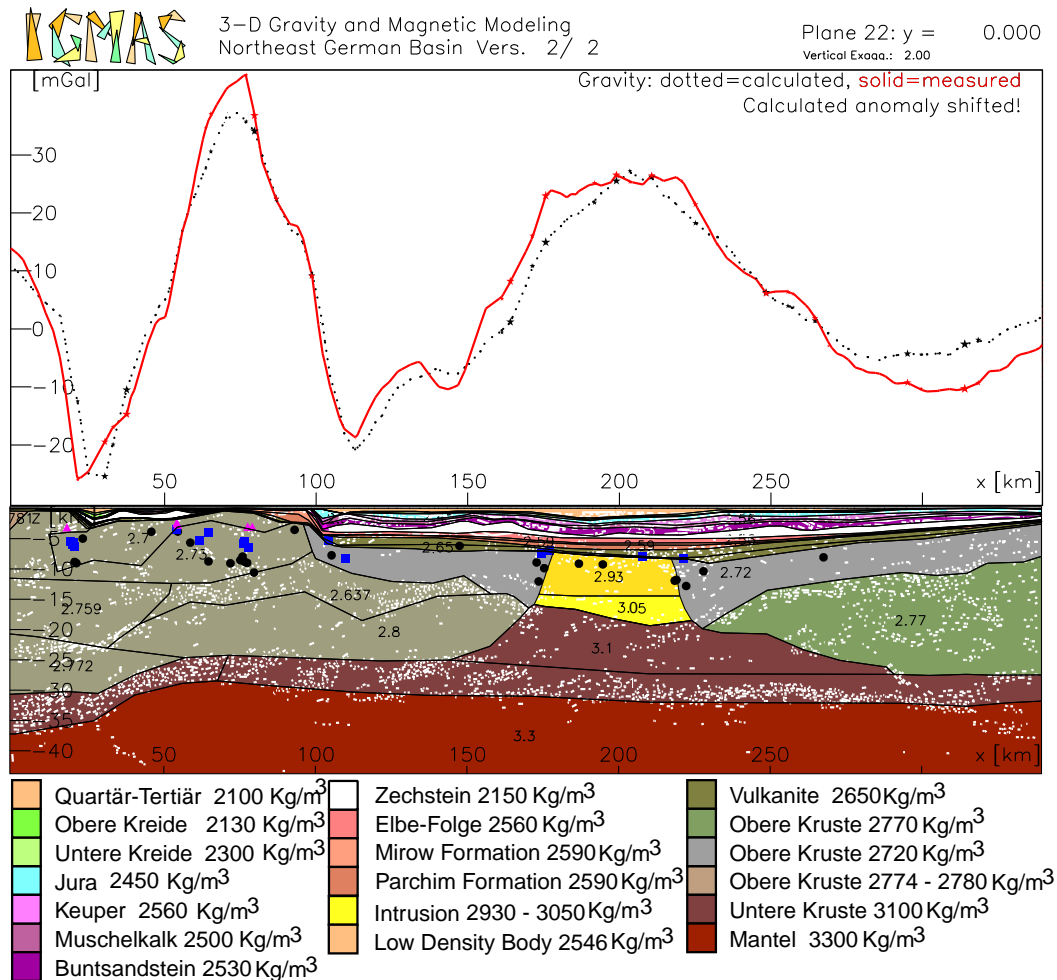 IGMAS
3-D Gravity and Magnetic Modeling
Northeast German Basin Vers. 2/ 2
Plane 22: y = 0.000
Vertical Exagg.: 2.00
[mGal]
Gravity: dotted=calculated, solid=measured
Calculated anomaly shifted!
30
20
10
0
-10
-20
50 100 150 200 250 x [km]
-5
2.7
2.65
2.59
2.73
-10
2.93
2.72
2.637
2.759
-15
3.05
2.77
2.8
-20
3.1
2.772
-25
-30
-35
3.3
-40
50 100 150 200 250 x [km]
Quartär-Tertiär 2100 Kg/m³
Obere Kreide 2130 Kg/m³
Untere Kreide 2300 Kg/m³
Jura 2450 Kg/m³
Keuper 2560 Kg/m³
Muschelkalk 2500 Kg/m³
Buntsandstein 2530 Kg/m³
Zechstein 2150 Kg/m³
Elbe-Folge 2560 Kg/m³
Mirow Formation 2590 Kg/m³
Parchim Formation 2590 Kg/m³
Intrusion 2930 - 3050 Kg/m³
Low Density Body 2546 Kg/m³
Vulkanite 2650 Kg/m³
Obere Kruste 2770 Kg/m³
Obere Kruste 2720 Kg/m³
Obere Kruste 2774 - 2780 Kg/m³
Untere Kruste 3100 Kg/m³
Mantel 3300 Kg/m³